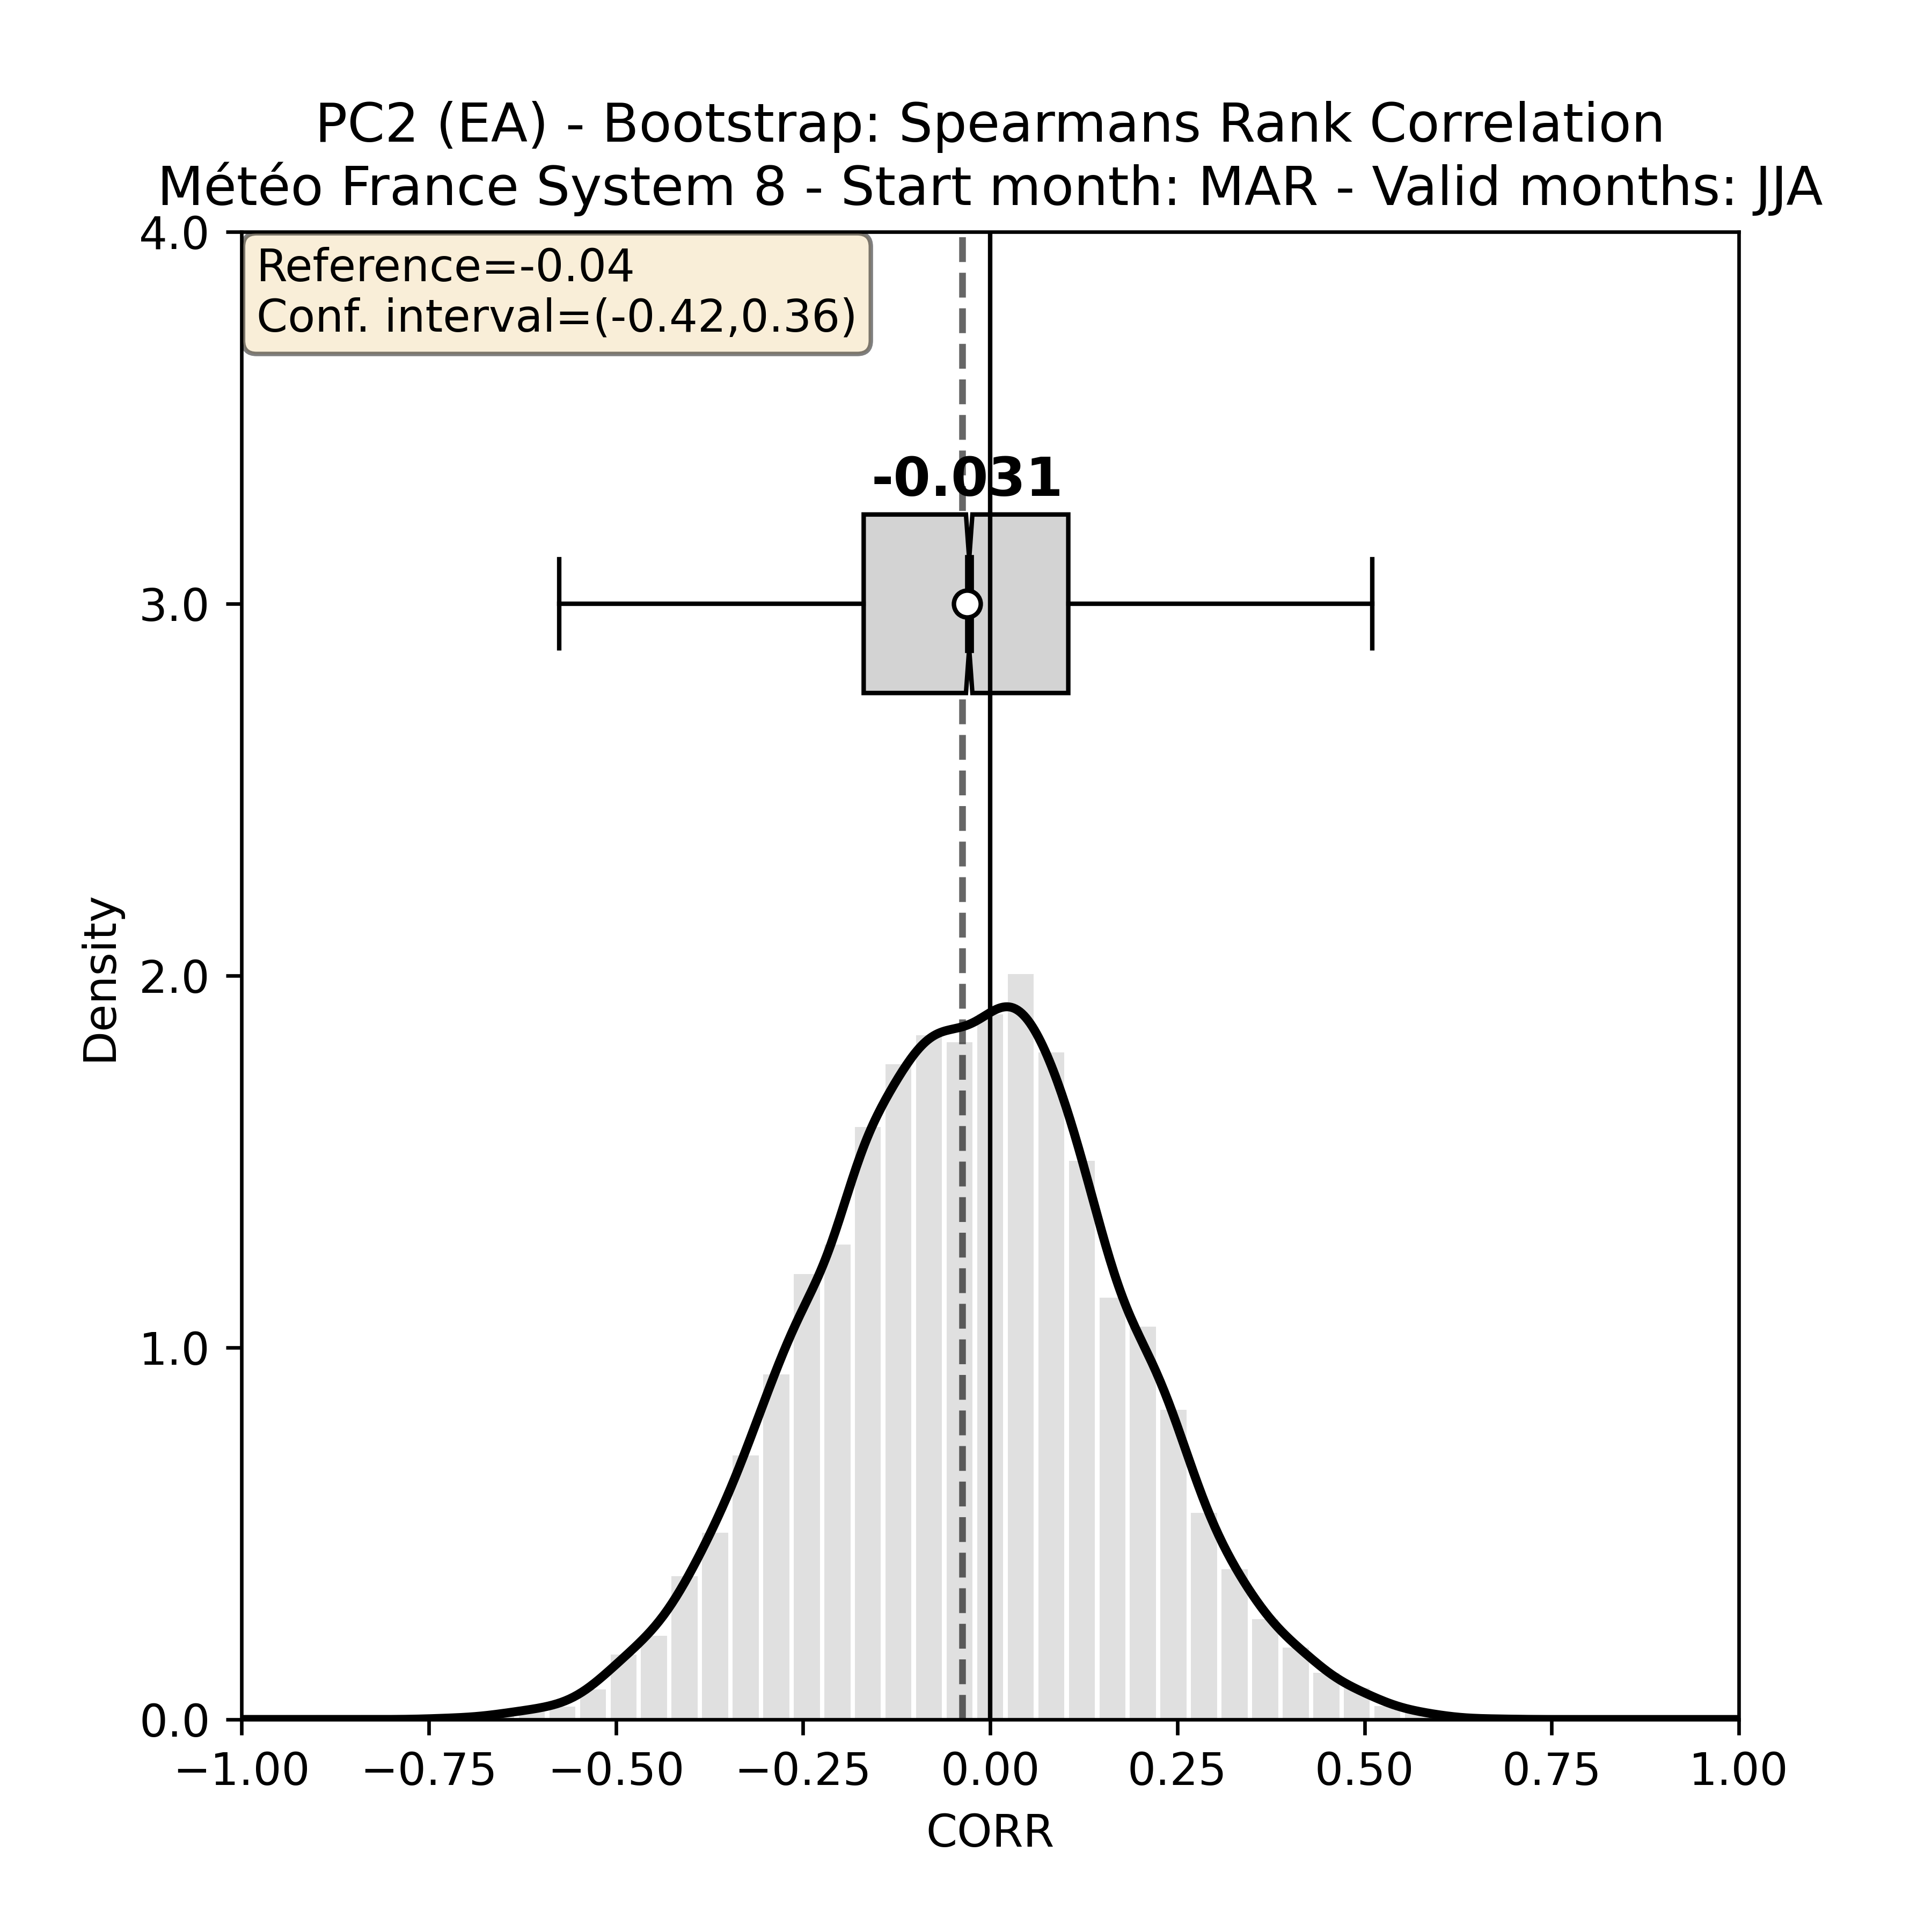 PC2 (EA) - Bootstrap: Spearmans Rank Correlation
Météo France System 8 - Start month: MAR - Valid months: JJA
Reference=-0.04
Conf. interval=(-0.42,0.36)
-0.031
Density
4.0
3.0
2.0
1.0
0.0
−1.00 −0.75 −0.50 −0.25 0.00 0.25 0.50 0.75 1.00
CORR